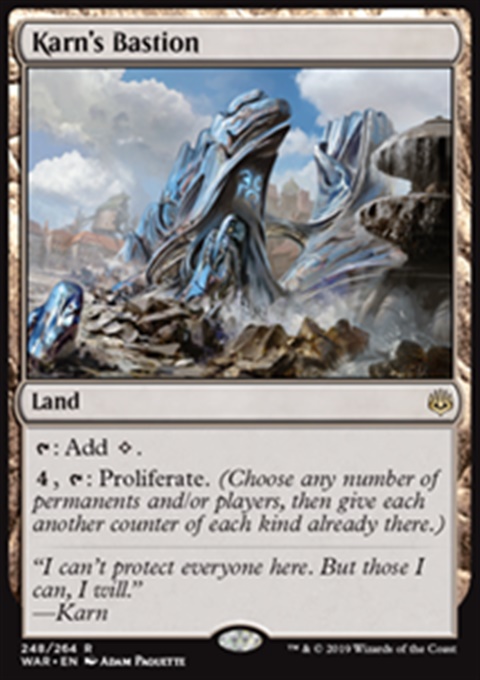 Karn's Bastion
Land
: Add .
4 , : Proliferate. (Choose any number of
permanents and/or players, then give each
another counter of each kind already there.)
“I can't protect everyone here. But those I
can, I will.”
—Karn
248/264 R
WAR • EN Adam Paquette
™ & © 2019 Wizards of the Coast